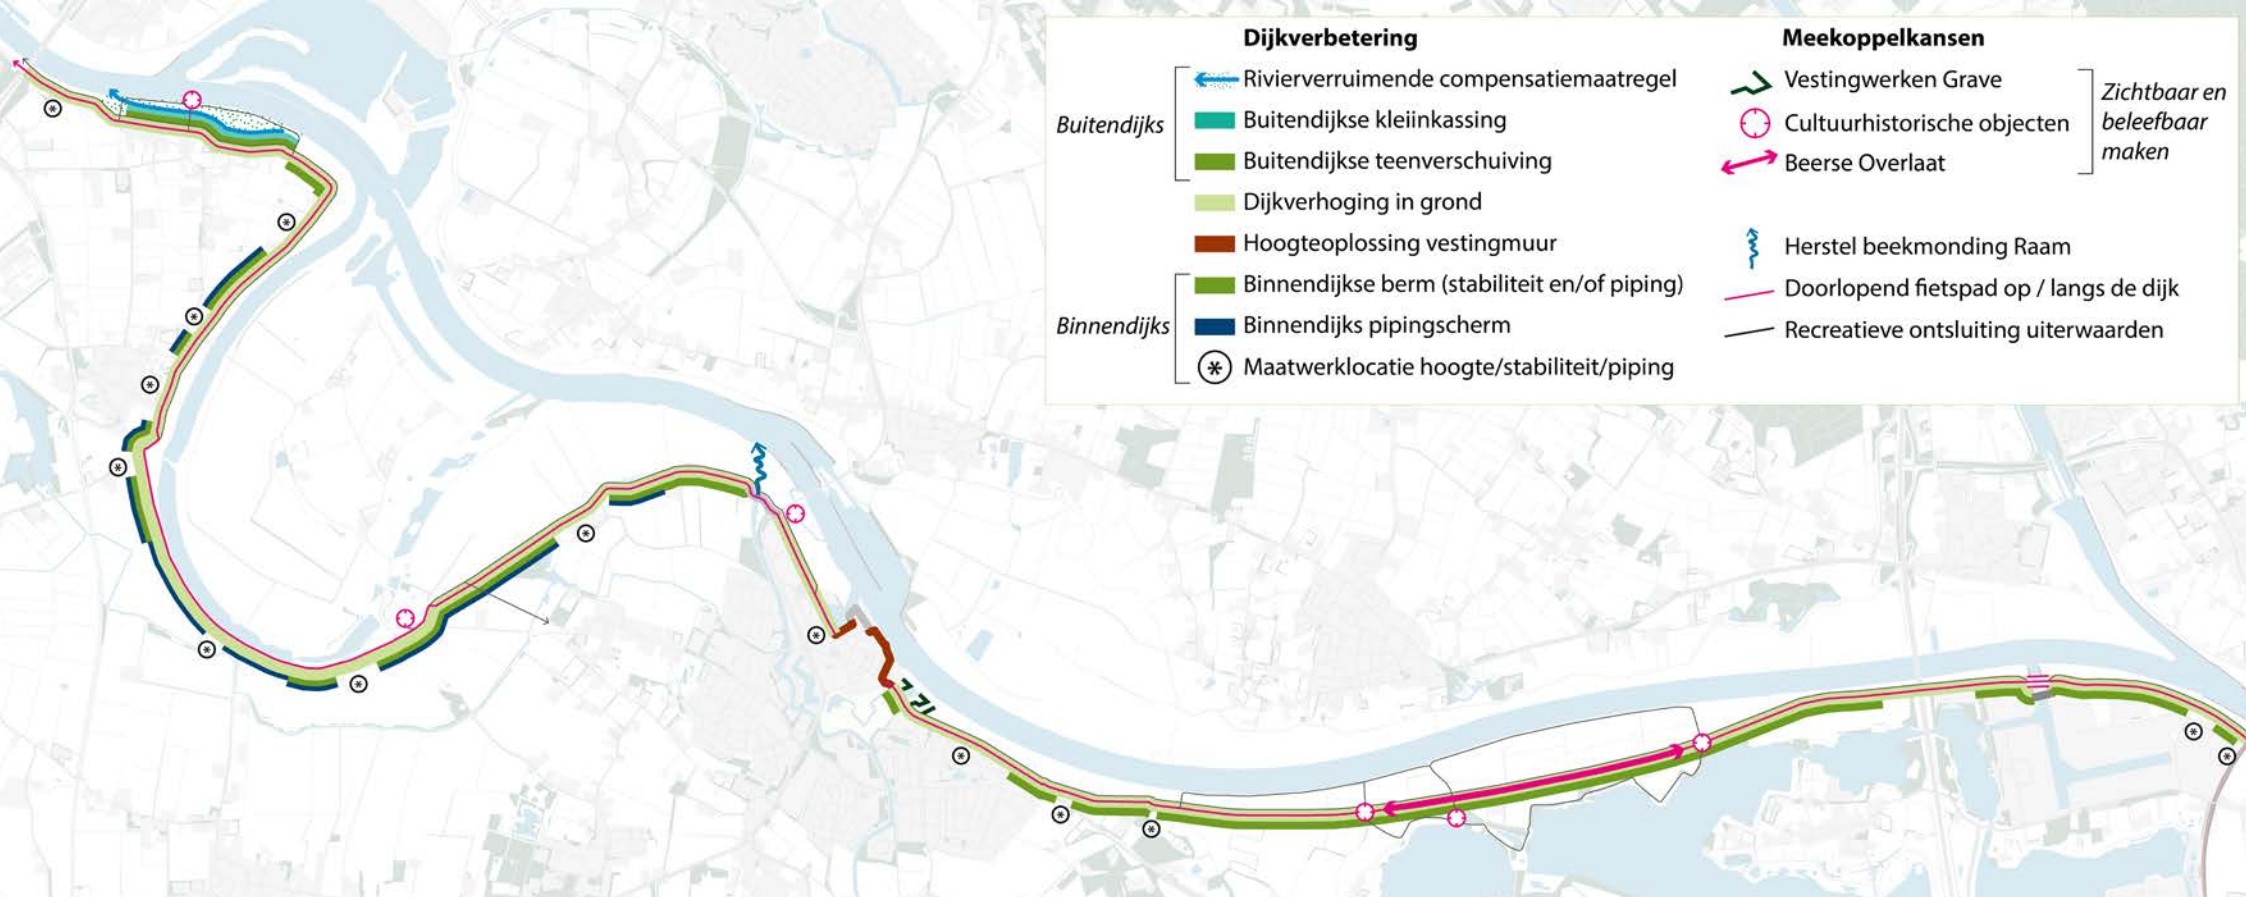 Dijkverbetering
Rivierverruimende compensatiemaatregel
Buitendijks
Buitendijkse kleiinkassing
Buitendijkse teenverschuiving
Dijkverhoging in grond
Hoogteoplossing vestingmuur
Binnendijks
Binnendijkse berm (stabiliteit en/of piping)
Binnendijks pipingscherm
Maatwerklocatie hoogte/stabiliteit/piping
Meekoppelkansen
Vestingwerken Grave
Cultuurhistorische objecten
Beerse Overlaat
Zichtbaar en
beleefbaar
maken
Herstel beekmonding Raam
Doorlopend fietspad op / langs de dijk
Recreatieve ontsluiting uiterwaarden